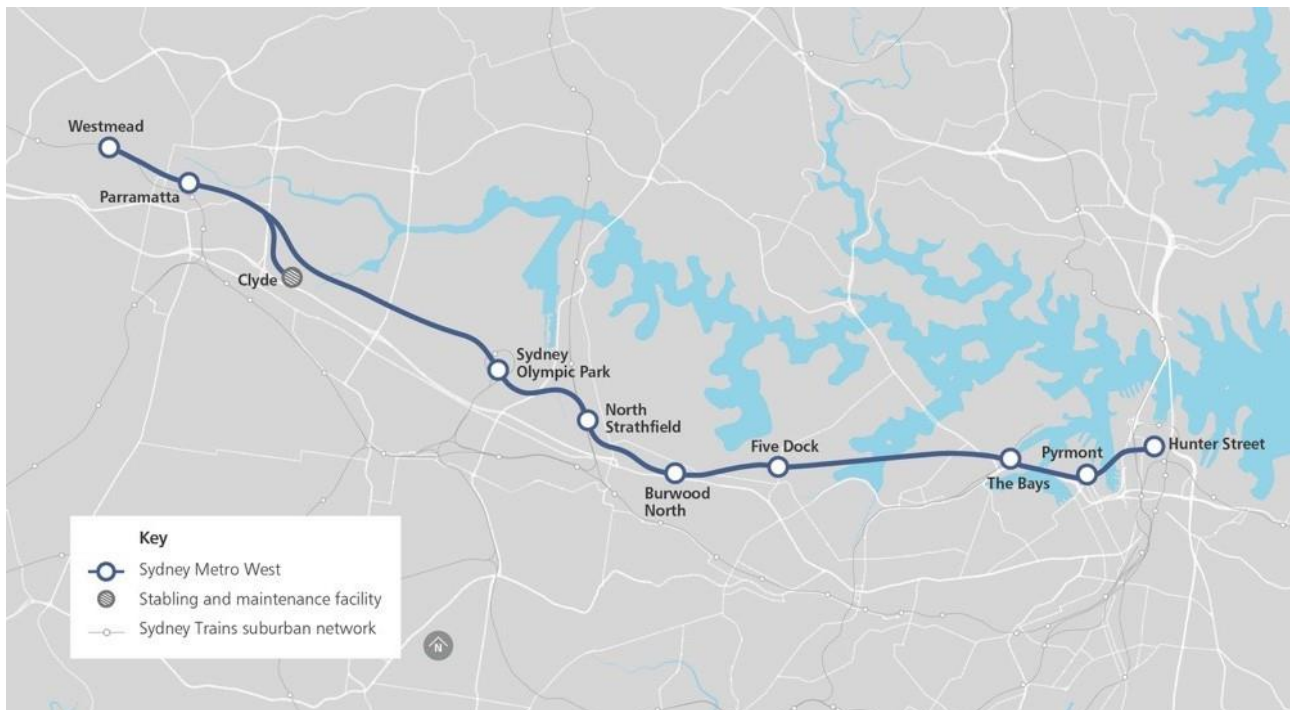 Westmead
Parramatta
Clyde
Sydney
Olympic Park
North
Strathfield
Five Dock
Burwood
North
Pyrmont
The Bays
Hunter Street
Key
Sydney Metro West
Stabling and maintenance facility
Sydney Trains suburban network
N